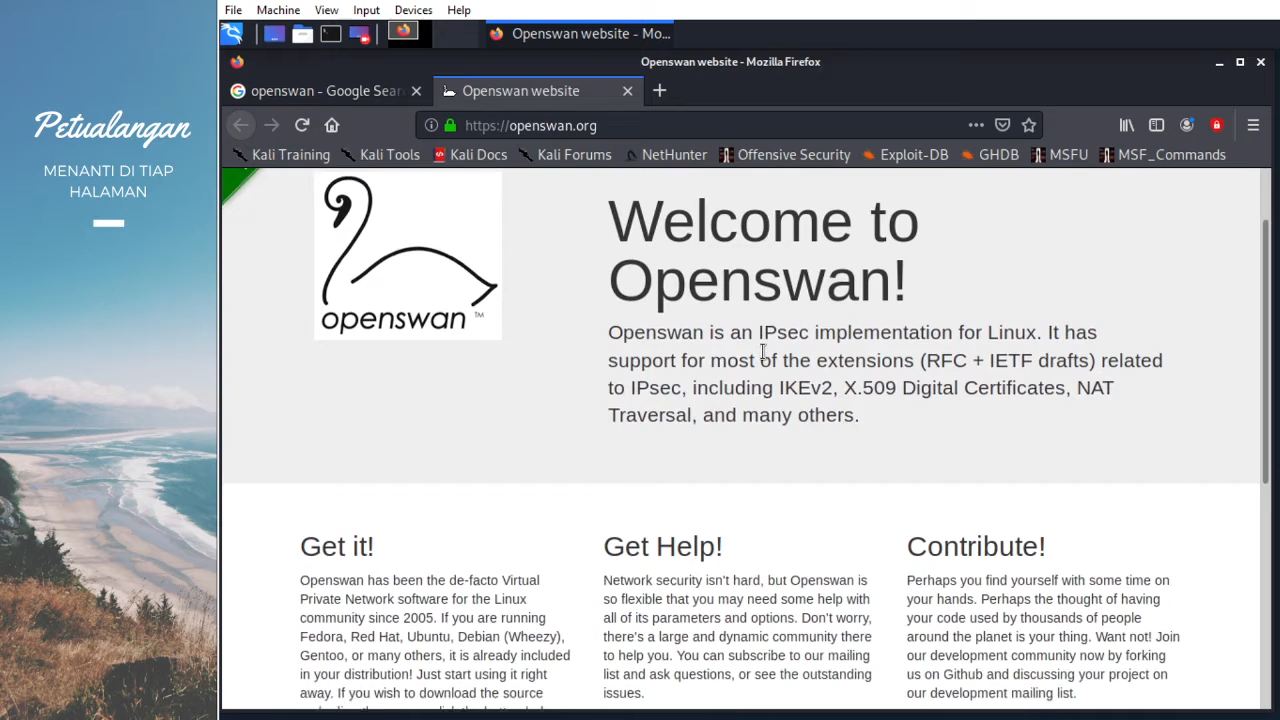 File Machine View Input Devices Help
Openswan website - Mo...
Openswan website - Mozilla Firefox
openswan - Google Sear
Openswan website
https://openswan.org
Kali Training Kali Tools Kali Docs Kali Forums NetHunter Offensive Security Exploit-DB GHDB MSFU MSF_Commands
Petualangan
MENANTI DI TIAP
HALAMAN
openswan ™
Welcome to
Openswan!
Openswan is an IPsec implementation for Linux. It has
support for most of the extensions (RFC + IETF drafts) related
to IPsec, including IKEv2, X.509 Digital Certificates, NAT
Traversal, and many others.
Get it!
Openswan has been the de-facto Virtual
Private Network software for the Linux
community since 2005. If you are running
Fedora, Red Hat, Ubuntu, Debian (Wheezy),
Gentoo, or many others, it is already included
in your distribution! Just start using it right
away. If you wish to download the source
Get Help!
Network security isn't hard, but Openswan is
so flexible that you may need some help with
all of its parameters and options. Don't worry,
there's a large and dynamic community there
to help you. You can subscribe to our mailing
list and ask questions, or see the outstanding
issues.
Contribute!
Perhaps you find yourself with some time on
your hands. Perhaps the thought of having
your code used by thousands of people
around the planet is your thing. Want not! Join
our development community now by forking
us on Github and discussing your project on
our development mailing list.